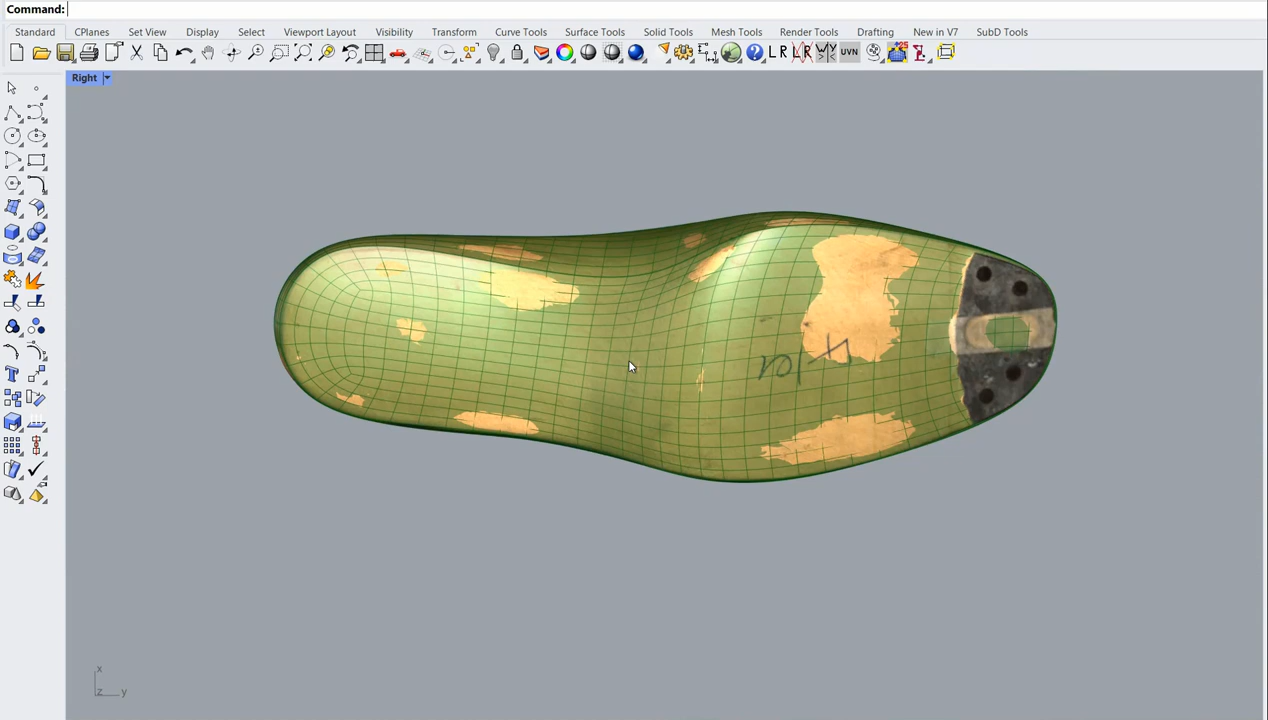 Command:
Standard CPlanes Set View Display Select Viewport Layout Visibility Transform Curve Tools Surface Tools Solid Tools Mesh Tools Render Tools Drafting New in V7 SubD Tools
L R L R UVN
Right
x
z y